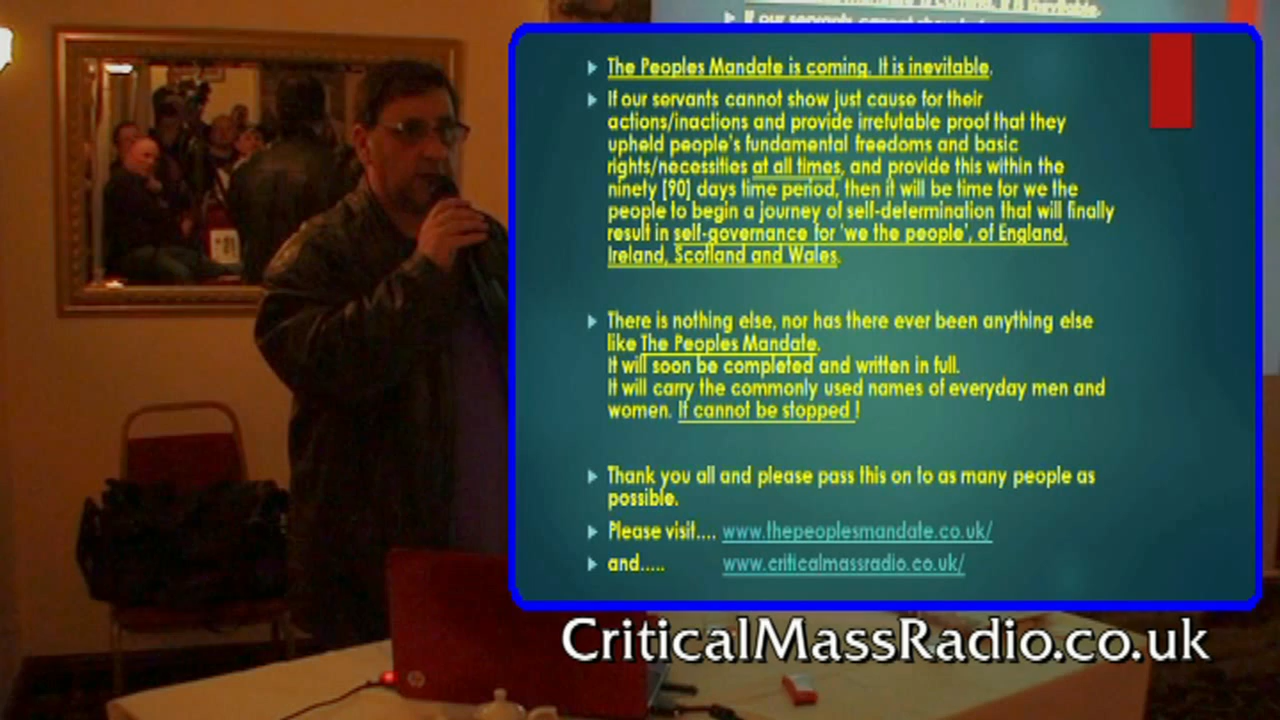 If our servants cannot show
The Peoples Mandate is coming. It is inevitable.
If our servants cannot show just cause for their
actions/inactions and provide irrefutable proof that they
uphold people's fundamental freedoms and basic
rights/necessities at all times, and provide this within the
ninety [90] days time period, then it will be time for we the
people to begin a journey of self-determination that will finally
result in self-governance for 'we the people', of England,
Ireland, Scotland and Wales.
There is nothing else, nor has there ever been anything else
like The Peoples Mandate.
It will soon be completed and written in full.
It will carry the commonly used names of everyday men and
women. It cannot be stopped !
Thank you all and please pass this on to as many people as
possible.
Please visit.... www.thepeoplesmandate.co.uk/
and..... www.criticalmassradio.co.uk/
CriticalMassRadio.co.uk